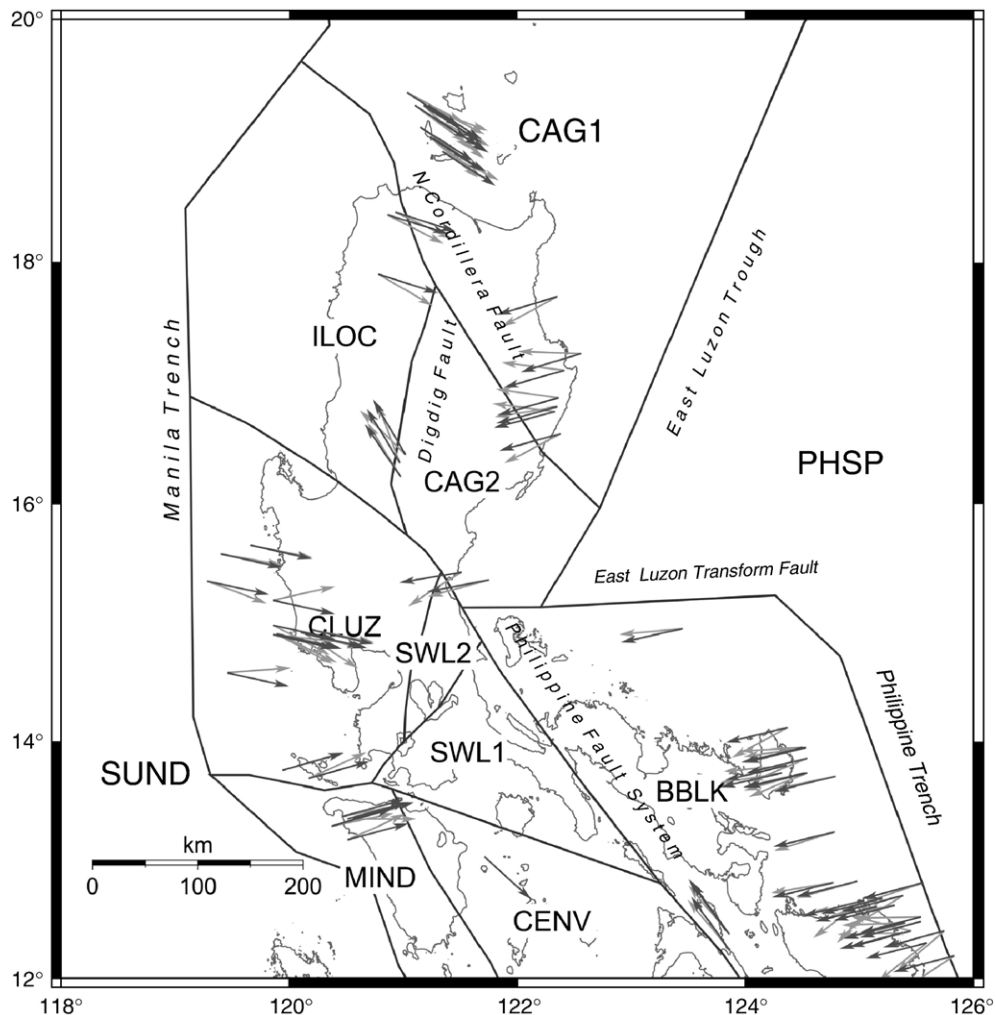 20°
CAG1
N Cordillera Fault
18°
East Luzon Trough
ILOC
Manila Trench
Digdig Fault
PHSP
CAG2
16°
East Luzon Transform Fault
CLUZ
SWL2
Philippine Fault System
Philippine Trench
14°
SUND
SWL1
BBLK
km
0 100 200
MIND
CENV
12°
118° 120° 122° 124° 126°